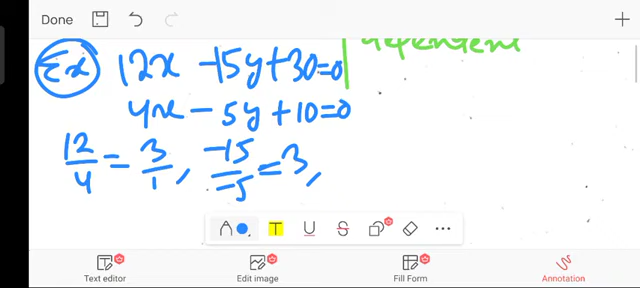 Done
dependent
Ex 12x -15y+30=0
4x - 5y +10=0
12/4 = 3/1, -15/-5 = 3,
T U S
Text editor Edit image Fill Form Annotation